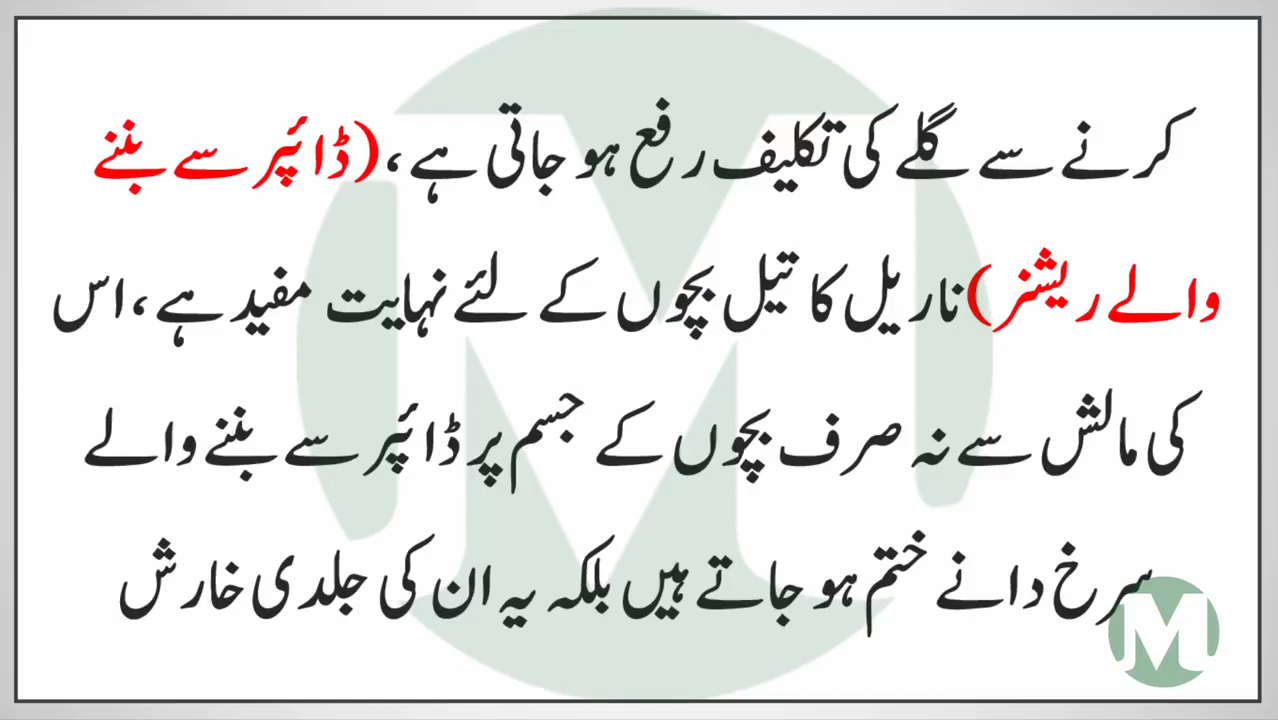 کرنے سے گلے کی تکلیف رفع ہو جاتی ہے، (ڈائپر سے بننے
والے ریشنر) ناریل کا تیل بچوں کے لئے نہایت مفید ہے، اس
کی مالش سے نہ صرف بچوں کے جسم پر ڈائپر سے بننے والے
سرخ دانے ختم ہو جاتے ہیں بلکہ یہ ان کی جلدی خارش
M